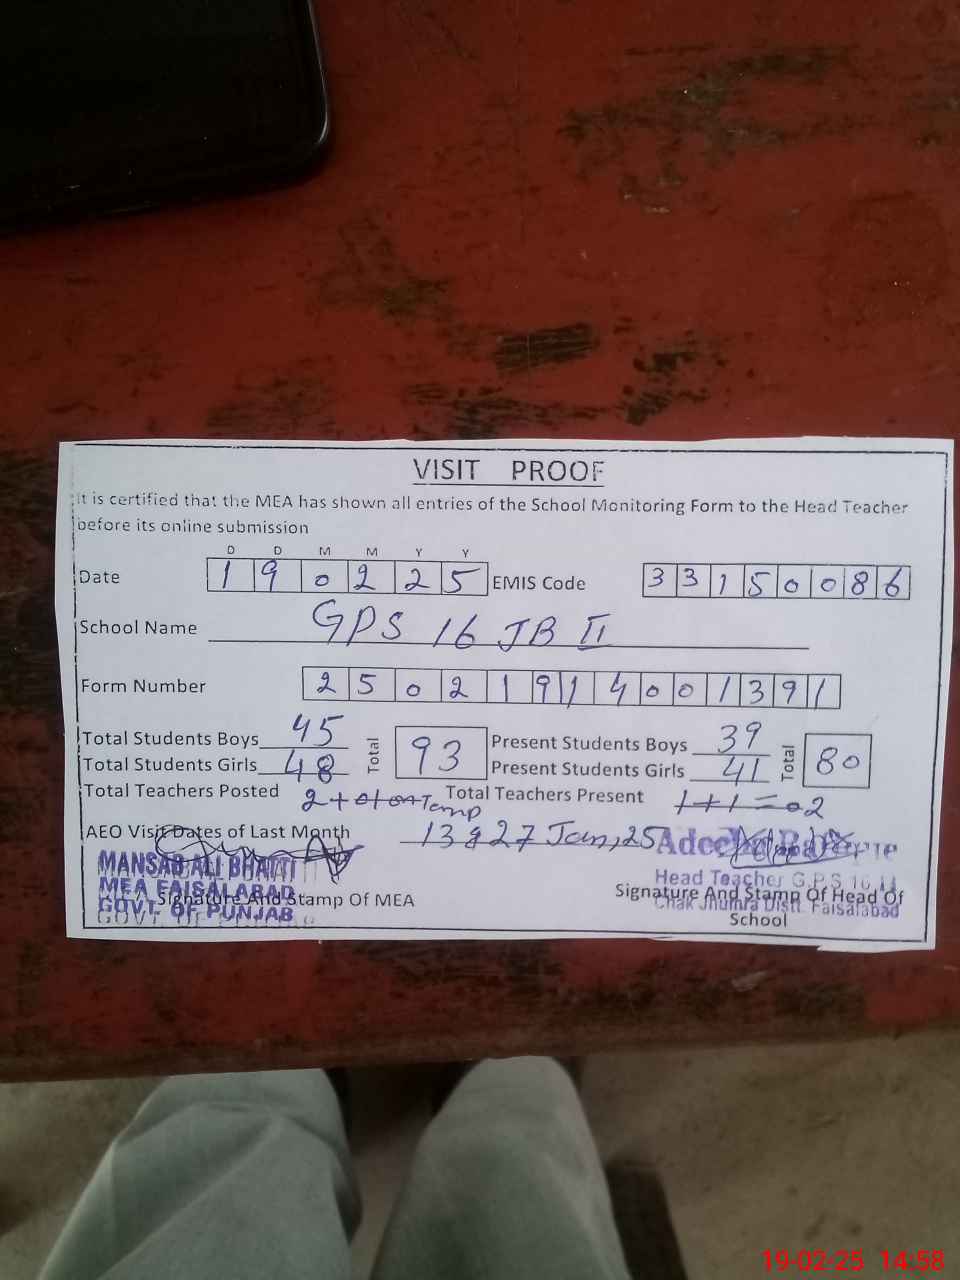 VISIT PROOF
It is certified that the MEA has shown all entries of the School Monitoring Form to the Head Teacher
before its online submission
D D M M Y Y
Date 1 9 0 2 2 5 EMIS Code 3 3 1 5 0 0 8 6
School Name GPS 16 JB II
Form Number 2 5 0 2 1 9 1 4 0 0 1 3 9 1
Total Students Boys 45 Total 93 Present Students Boys 39 Total 80
Total Students Girls 48 Present Students Girls 41
Total Teachers Posted 2+01 Temp Total Teachers Present 1+1=02
AEO Visit Dates of Last Month 13 & 27 Jan, 25
MANSAB ALI BHATTI
MEA FAISALABAD
GOVT. OF PUNJAB
Signature And Stamp Of MEA
Head Teacher G.P.S 16
Chak Jhumra Distt. Faisalabad
Signature And Stamp Of Head Of
School
19-02-25 14:58